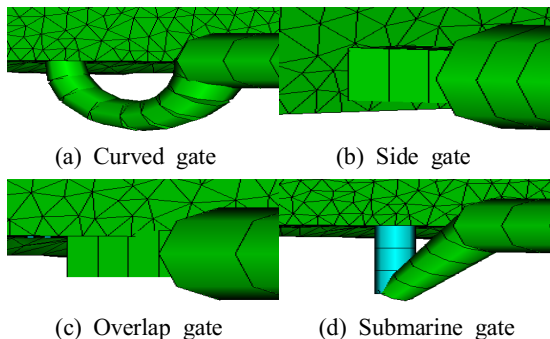 (a) Curved gate
(b) Side gate
(c) Overlap gate
(d) Submarine gate